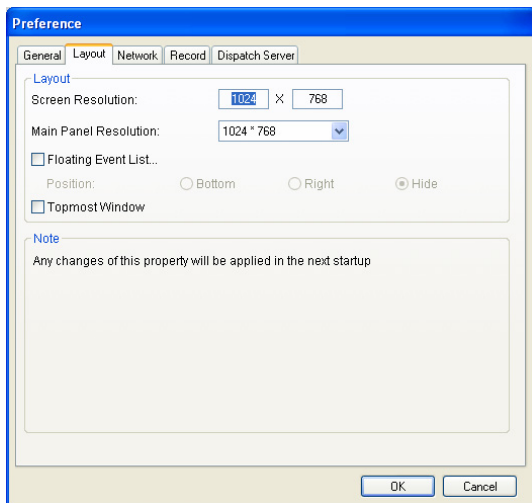 Preference
General Layout Network Record Dispatch Server
Layout
Screen Resolution: 1024 X 768
Main Panel Resolution: 1024 * 768
Floating Event List...
Position: Bottom Right Hide
Topmost Window
Note
Any changes of this property will be applied in the next startup
OK Cancel